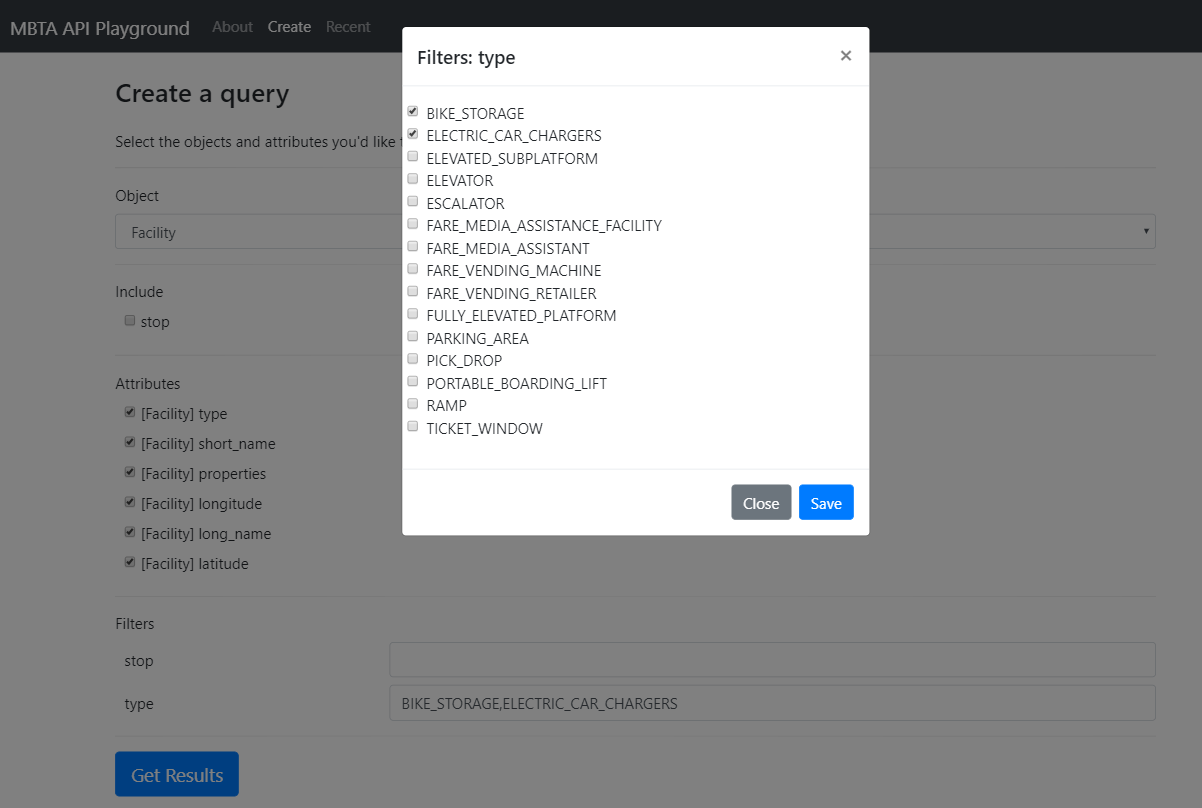 MBTA API Playground About Create Recent
Filters: type ×
Create a query
Select the objects and attributes you'd like
BIKE_STORAGE
ELECTRIC_CAR_CHARGERS
ELEVATED_SUBPLATFORM
ELEVATOR
ESCALATOR
FARE_MEDIA_ASSISTANCE_FACILITY
FARE_MEDIA_ASSISTANT
FARE_VENDING_MACHINE
FARE_VENDING_RETAILER
FULLY_ELEVATED_PLATFORM
PARKING_AREA
PICK_DROP
PORTABLE_BOARDING_LIFT
RAMP
TICKET_WINDOW
Close Save
Object
Facility
Include
stop
Attributes
[Facility] type
[Facility] short_name
[Facility] properties
[Facility] longitude
[Facility] long_name
[Facility] latitude
Filters
stop
type BIKE_STORAGE,ELECTRIC_CAR_CHARGERS
Get Results